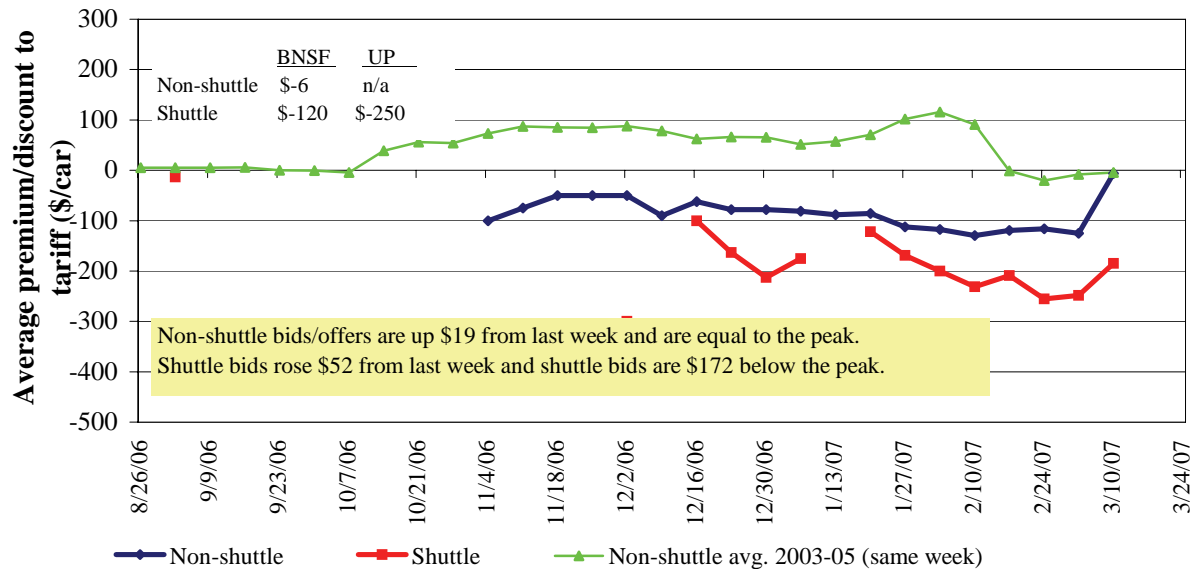 Average premium/discount to
tariff ($/car)
300
200
100
0
-100
-200
-300
-400
-500
BNSF UP
Non-shuttle $-6 n/a
Shuttle $-120 $-250
Non-shuttle bids/offers are up $19 from last week and are equal to the peak.
Shuttle bids rose $52 from last week and shuttle bids are $172 below the peak.
8/26/06
9/9/06
9/23/06
10/7/06
10/21/06
11/4/06
11/18/06
12/2/06
12/16/06
12/30/06
1/13/07
1/27/07
2/10/07
2/24/07
3/10/07
3/24/07
Non-shuttle
Shuttle
Non-shuttle avg. 2003-05 (same week)